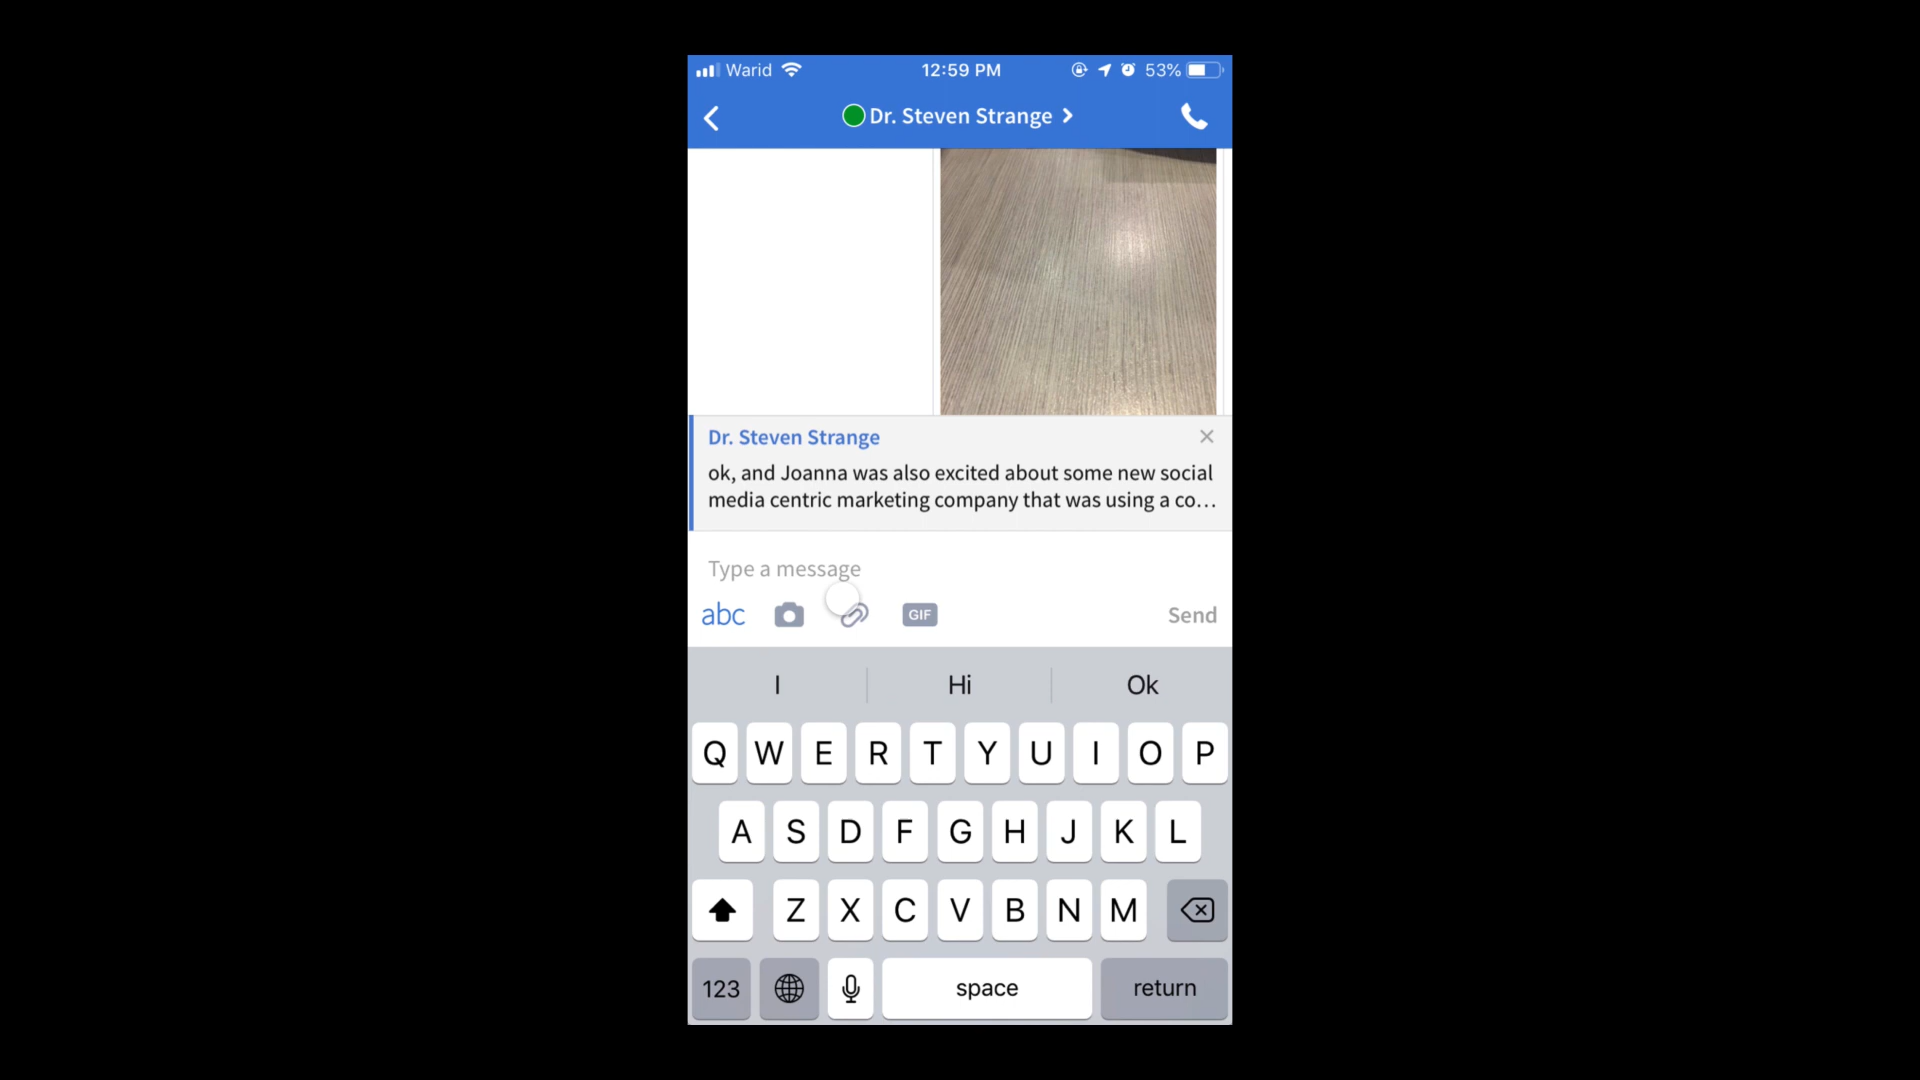 Warid 12:59 PM 53%
Dr. Steven Strange
Dr. Steven Strange
ok, and Joanna was also excited about some new social
media centric marketing company that was using a co…
Type a message
abc GIF Send
I Hi Ok
Q W E R T Y U I O P
A S D F G H J K L
Z X C V B N M
123 space return